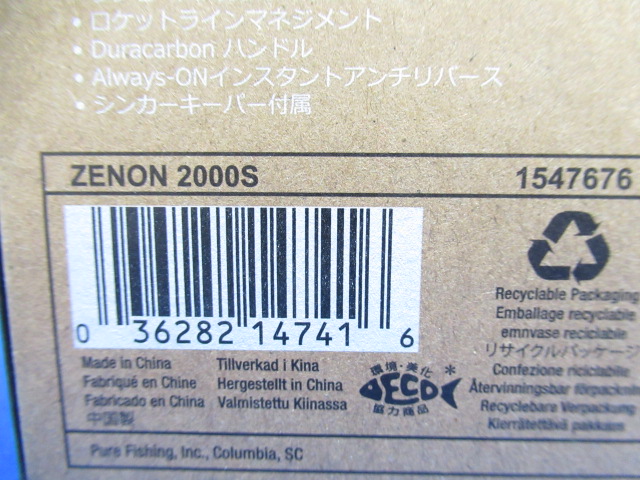 • ロケットラインマネジメント
• Duracarbon ハンドル
• Always-ONインスタントアンチリバース
• シンカーキーパー付属
ZENON 2000S 1547676
0 36282 14741 6
Made in China
Fabriqué en Chine
Fabricado en China
中国製
Tillverkad i Kina
Hergestellt in China
Valmistettu Kiinassa
環境・美化 *
DECO
協力商品
Recyclable Packaging
Emballage recyclable
emnvase reciclable
リサイクルパッケージ
Confezione riciclabile
Återvinningsbar förpackn
Recyclebare Verpackung
Kierrätettävä pakkaus
Pure Fishing, Inc., Columbia, SC